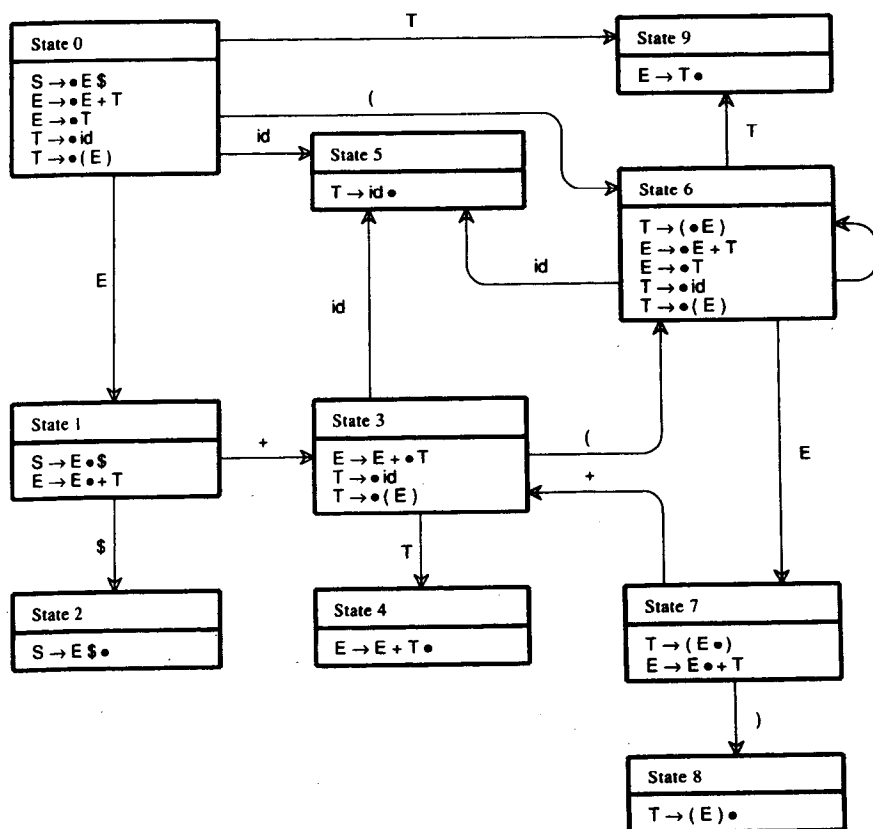 T
State 0
S → • E $
E → • E + T
E → • T
T → • id
T → • ( E )
State 9
E → T •
(
id
T
State 5
T → id •
State 6
T → ( • E )
E → • E + T
E → • T
T → • id
T → • ( E )
E
id
id
State 1
S → E • $
E → E • + T
+
State 3
E → E + • T
T → • id
T → • ( E )
(
+
E
$
T
State 2
S → E $ •
State 4
E → E + T •
State 7
T → ( E • )
E → E • + T
)
State 8
T → ( E ) •